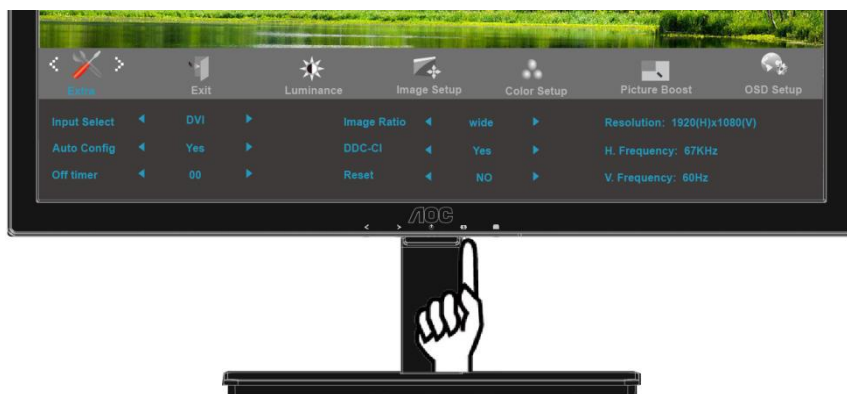 Extra Exit Luminance Image Setup Color Setup Picture Boost OSD Setup
Input Select DVI Image Ratio wide Resolution: 1920(H)x1080(V)
Auto Config Yes DDC-CI Yes H. Frequency: 67KHz
Off timer 00 Reset NO V. Frequency: 60Hz
AOC